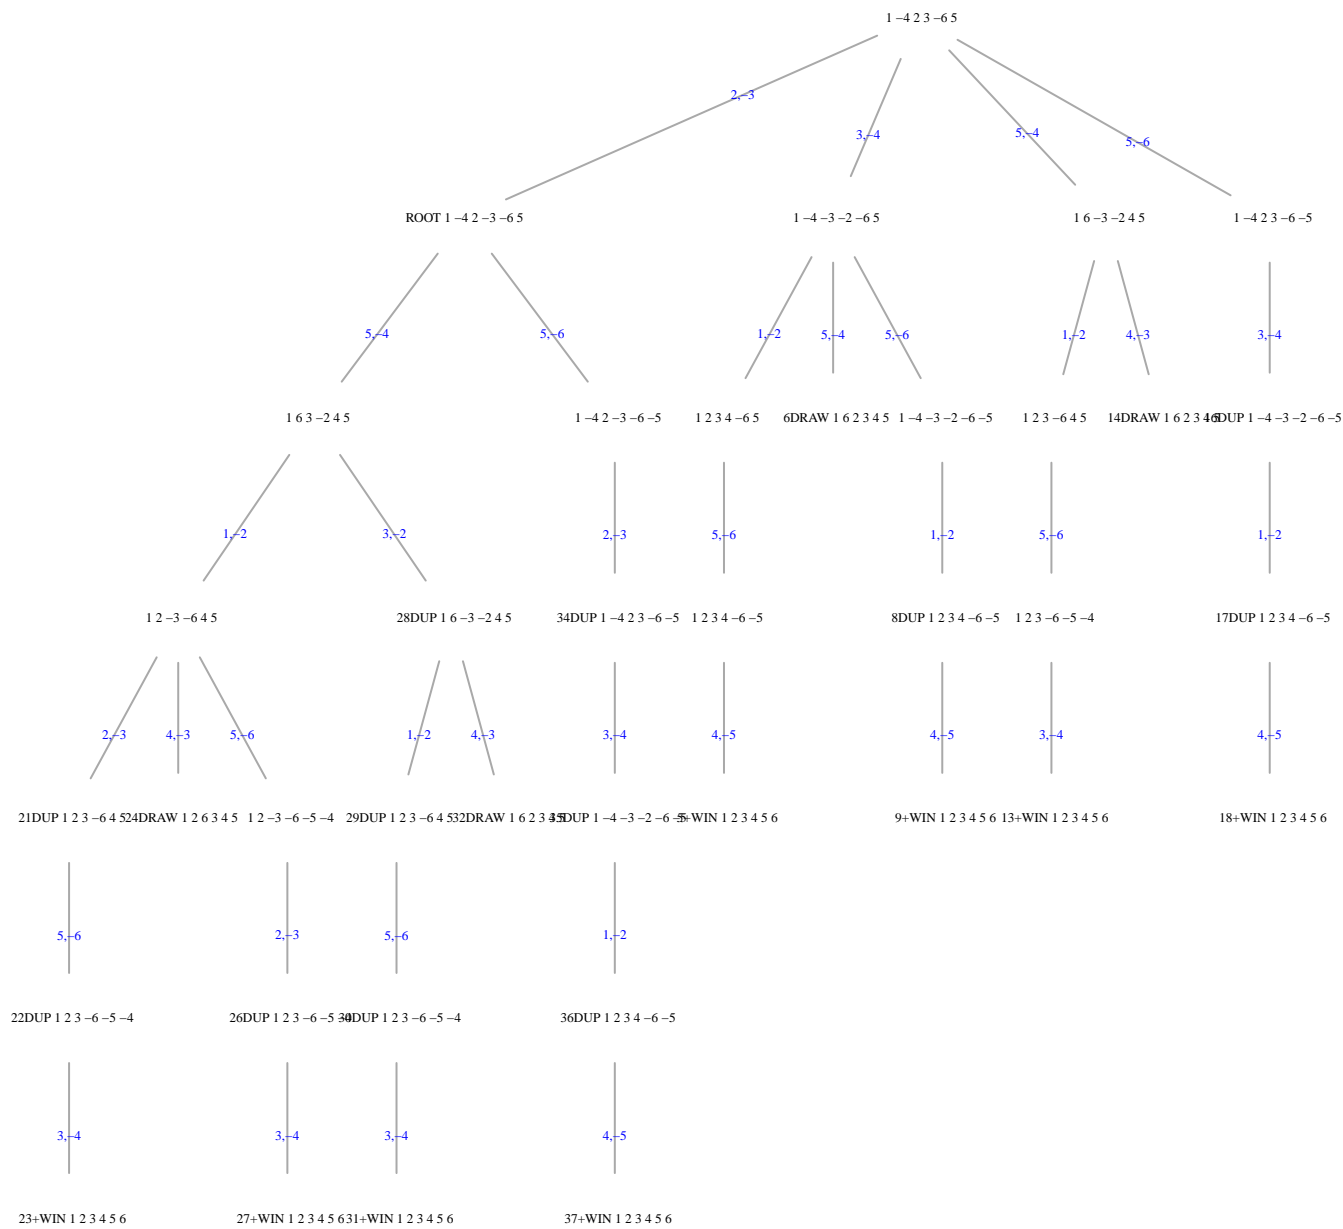 1 −4 2 3 −6 5
2,−3
3,−4
5,−4
5,−6
ROOT 1 −4 2 −3 −6 5
1 −4 −3 −2 −6 5
1 6 −3 −2 4 5
1 −4 2 3 −6 −5
5,−4
5,−6
1,−2
5,−4
5,−6
1,−2
4,−3
3,−4
1 6 3 −2 4 5
1 −4 2 −3 −6 −5
1 2 3 4 −6 5
6DRAW 1 6 2 3 4 5
1 −4 −3 −2 −6 −5
1 2 3 −6 4 5
14DRAW 1 6 2 3 4 5
16DUP 1 −4 −3 −2 −6 −5
1,−2
3,−2
2,−3
5,−6
1,−2
5,−6
1,−2
1 2 −3 −6 4 5
28DUP 1 6 −3 −2 4 5
34DUP 1 −4 2 3 −6 −5
1 2 3 4 −6 −5
8DUP 1 2 3 4 −6 −5
1 2 3 −6 −5 −4
17DUP 1 2 3 4 −6 −5
2,−3
4,−3
5,−6
1,−2
4,−3
3,−4
4,−5
4,−5
3,−4
4,−5
21DUP 1 2 3 −6 4 5
24DRAW 1 2 6 3 4 5
1 2 −3 −6 −5 −4
29DUP 1 2 3 −6 4 5
32DRAW 1 6 2 3 4 5
35DUP 1 −4 −3 −2 −6 −5
5+WIN 1 2 3 4 5 6
9+WIN 1 2 3 4 5 6
13+WIN 1 2 3 4 5 6
18+WIN 1 2 3 4 5 6
5,−6
2,−3
5,−6
1,−2
22DUP 1 2 3 −6 −5 −4
26DUP 1 2 3 −6 −5 −4
30DUP 1 2 3 −6 −5 −4
36DUP 1 2 3 4 −6 −5
3,−4
3,−4
3,−4
4,−5
23+WIN 1 2 3 4 5 6
27+WIN 1 2 3 4 5 6
31+WIN 1 2 3 4 5 6
37+WIN 1 2 3 4 5 6